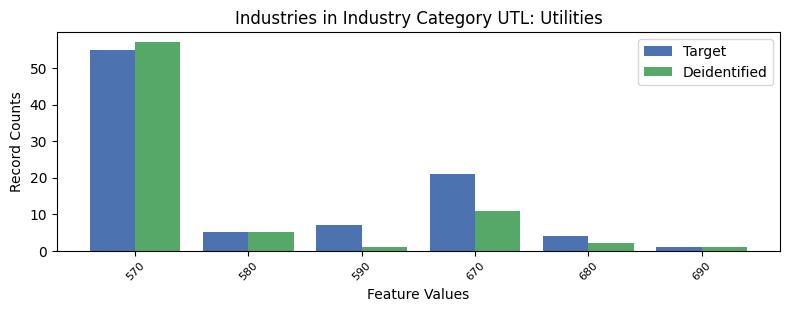 Industries in Industry Category UTL: Utilities
Target
Deidentified
Record Counts
50
40
30
20
10
0
570
580
590
670
680
690
Feature Values